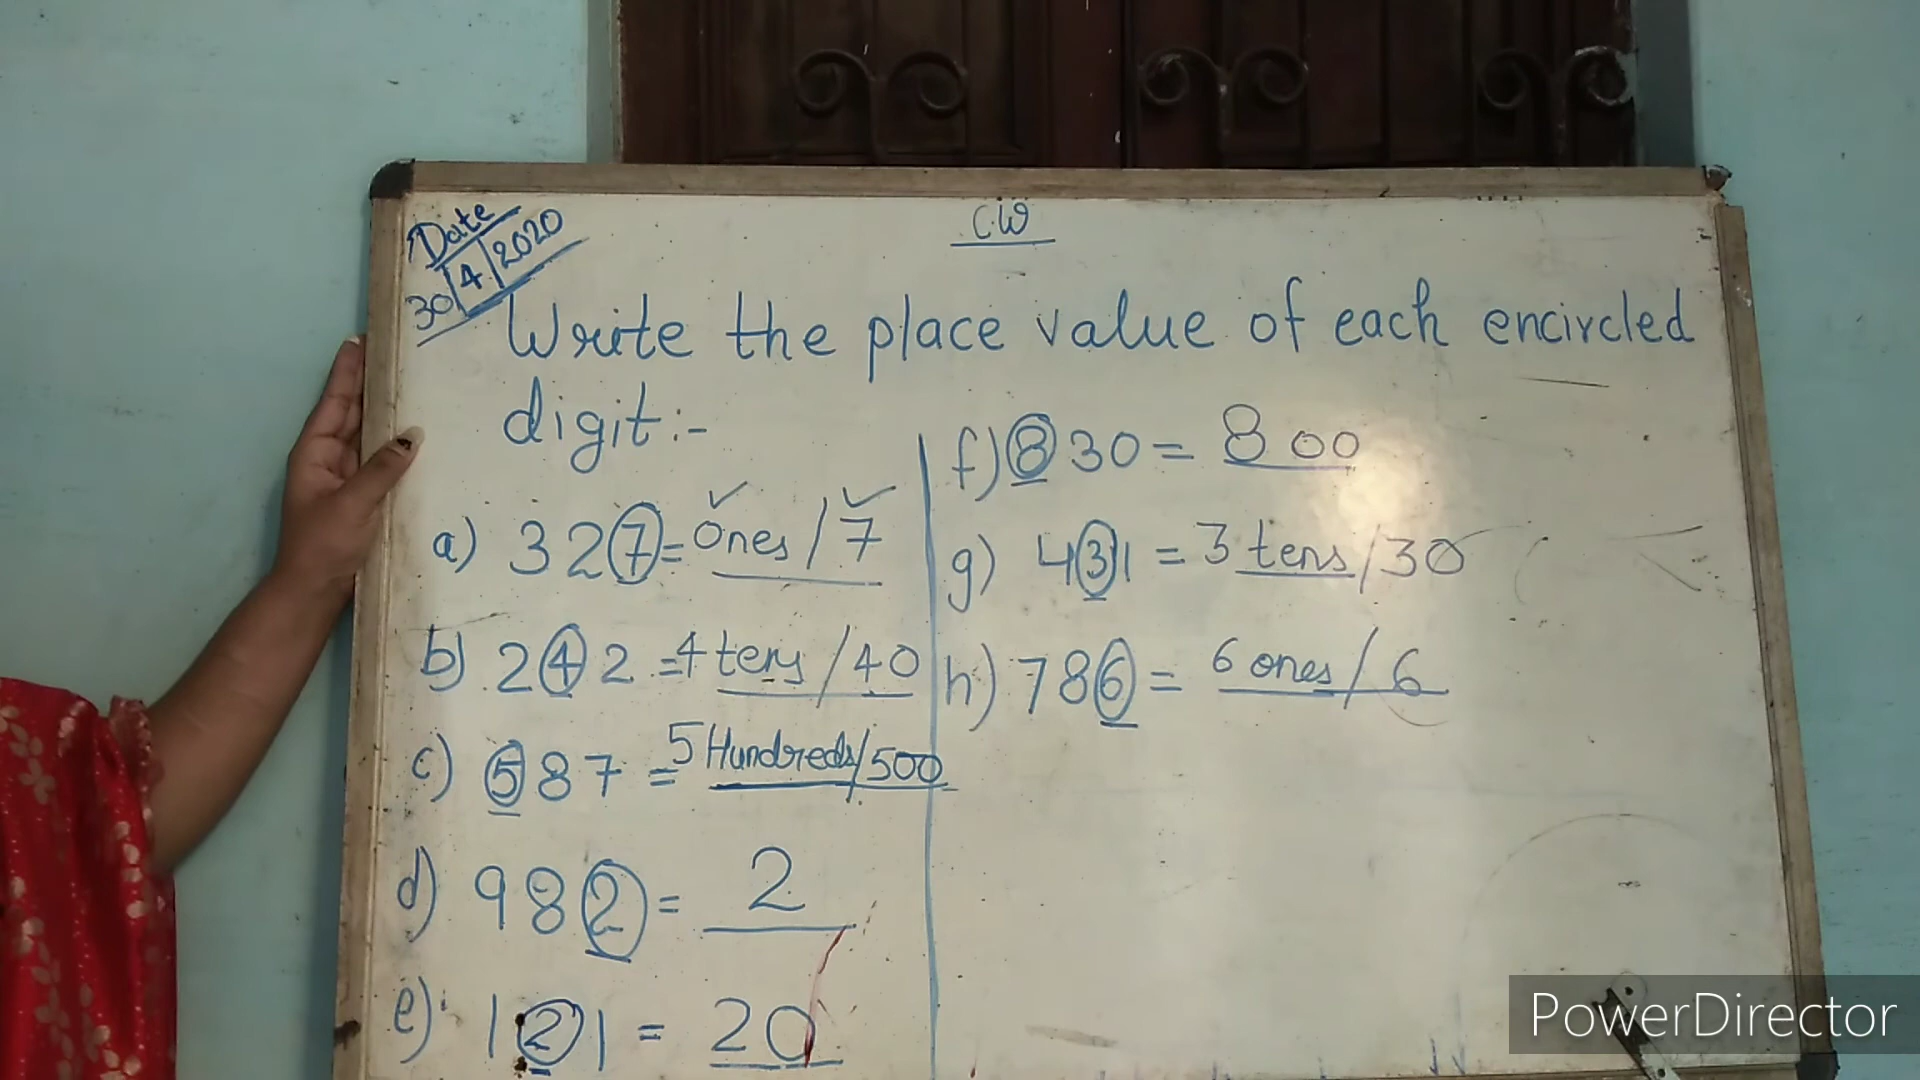 Date
30/4/2020
C.W
Write the place value of each encircled
digit:-
a) 327 = Ones / 7
b) 242 = 4 tens / 40
c) 587 = 5 Hundreds/500
d) 982 = 2
e) 121 = 20
f) 830 = 800
g) 431 = 3 tens/30
h) 786 = 6 ones / 6
PowerDirector